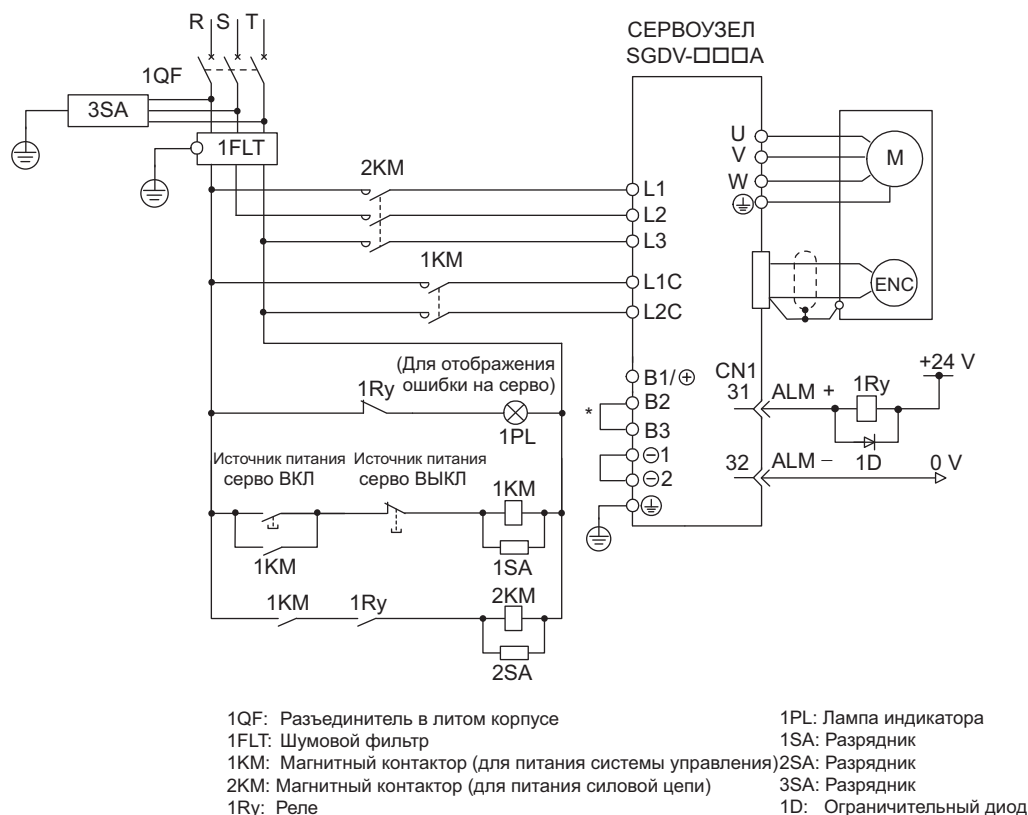 R S T
СЕРВОУЗЕЛ
SGDV-□□□A
1QF
3SA
1FLT
U
V
W
M
2KM
L1
L2
L3
1KM
L1C
L2C
ENC
(Для отображения
ошибки на серво)
1Ry
1PL
B1/⊕
* B2
B3
⊖1
⊖2
CN1
31 ALM +
1Ry
+24 V
1D
32 ALM −
0 V
Источник питания
серво ВКЛ
Источник питания
серво ВЫКЛ
1KM
1KM
1SA
1KM
1Ry
2KM
2SA
1QF: Разъединитель в литом корпусе
1FLT: Шумовой фильтр
1KM: Магнитный контактор (для питания системы управления)
2KM: Магнитный контактор (для питания силовой цепи)
1Ry: Реле
1PL: Лампа индикатора
1SA: Разрядник
2SA: Разрядник
3SA: Разрядник
1D: Ограничительный диод